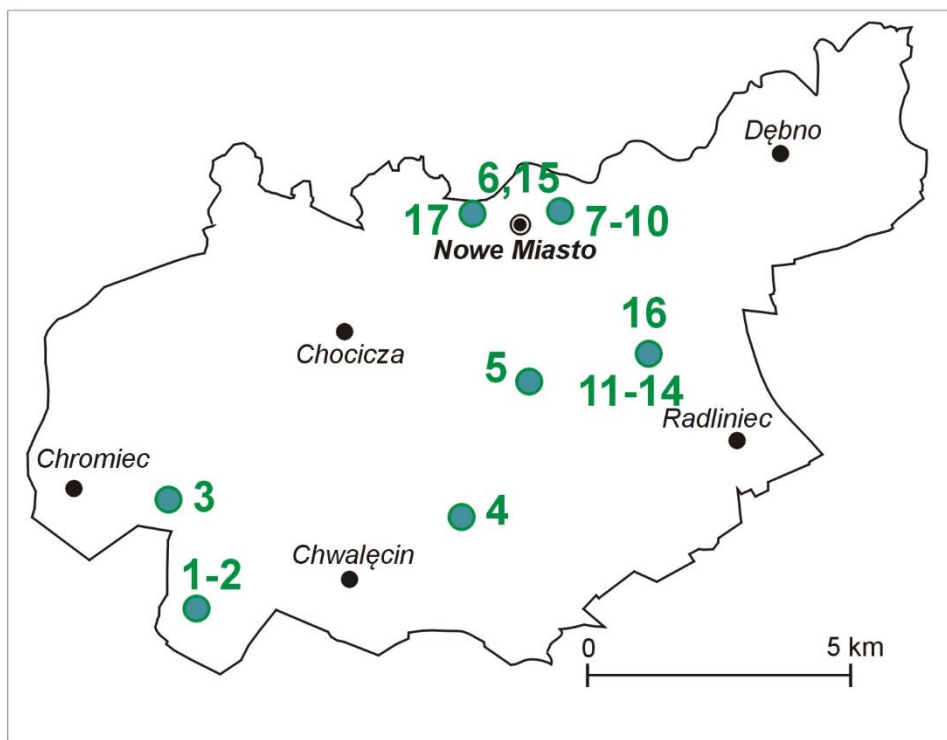 Dębno
6,15
17
7-10
Nowe Miasto
16
Chocicza
5
11-14
Radliniec
Chromiec
3
4
Chwalęcin
1-2
0
5 km